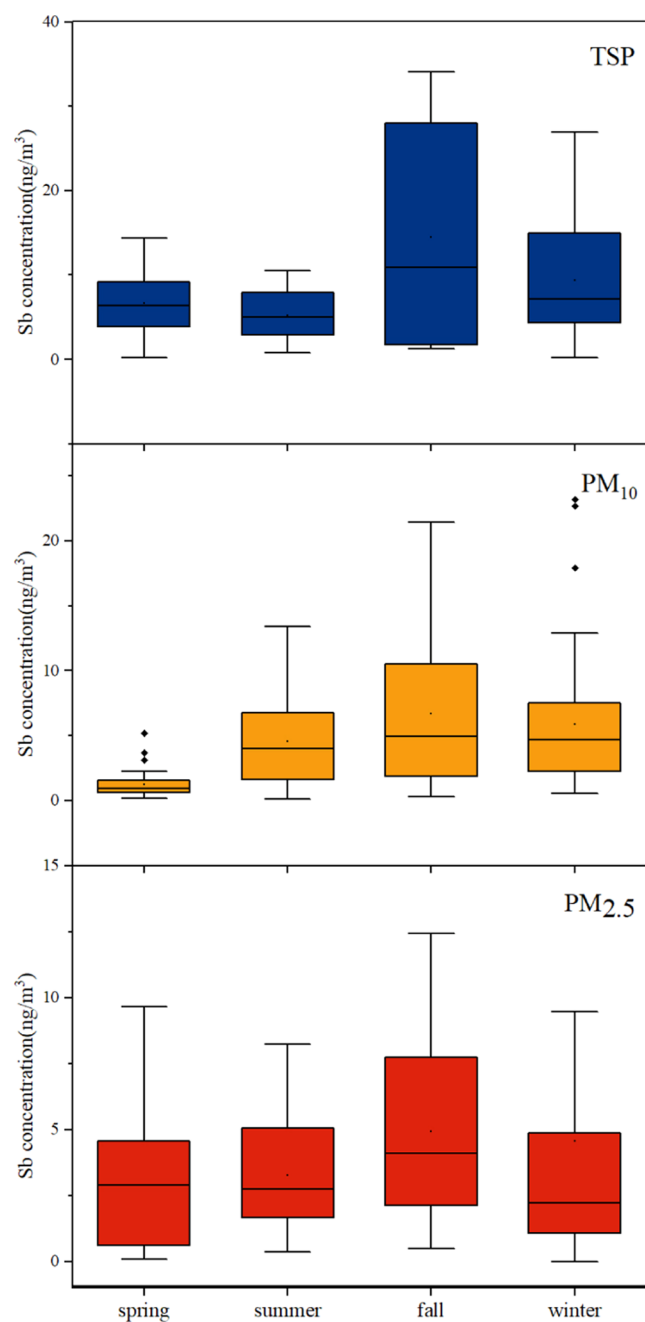 40
TSP
Sb concentration(ng/m³)
20
0
PM₁₀
Sb concentration(ng/m³)
20
10
0
15
PM2.5
Sb concentration(ng/m³)
10
5
0
spring summer fall winter